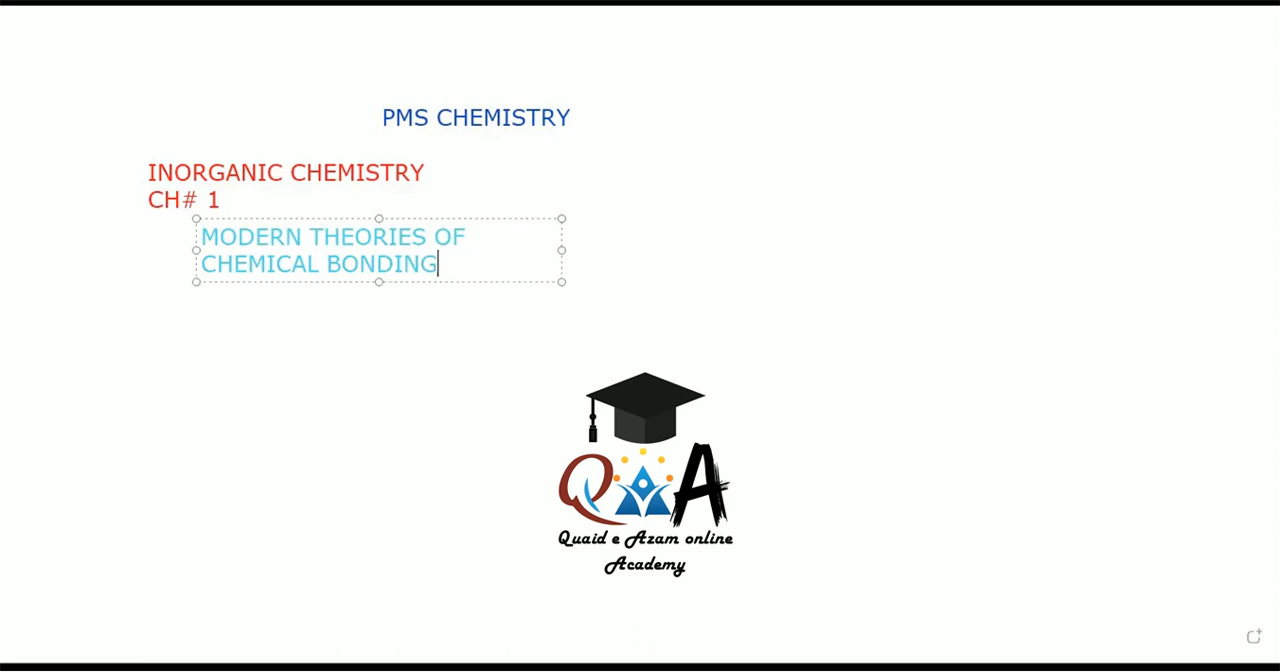 PMS CHEMISTRY
INORGANIC CHEMISTRY
CH# 1
MODERN THEORIES OF
CHEMICAL BONDING
Q A
Quaid e Azam online
Academy